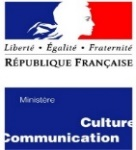 Liberté • Égalité • Fraternité
RÉPUBLIQUE FRANÇAISE
Ministère
Culture
Communication